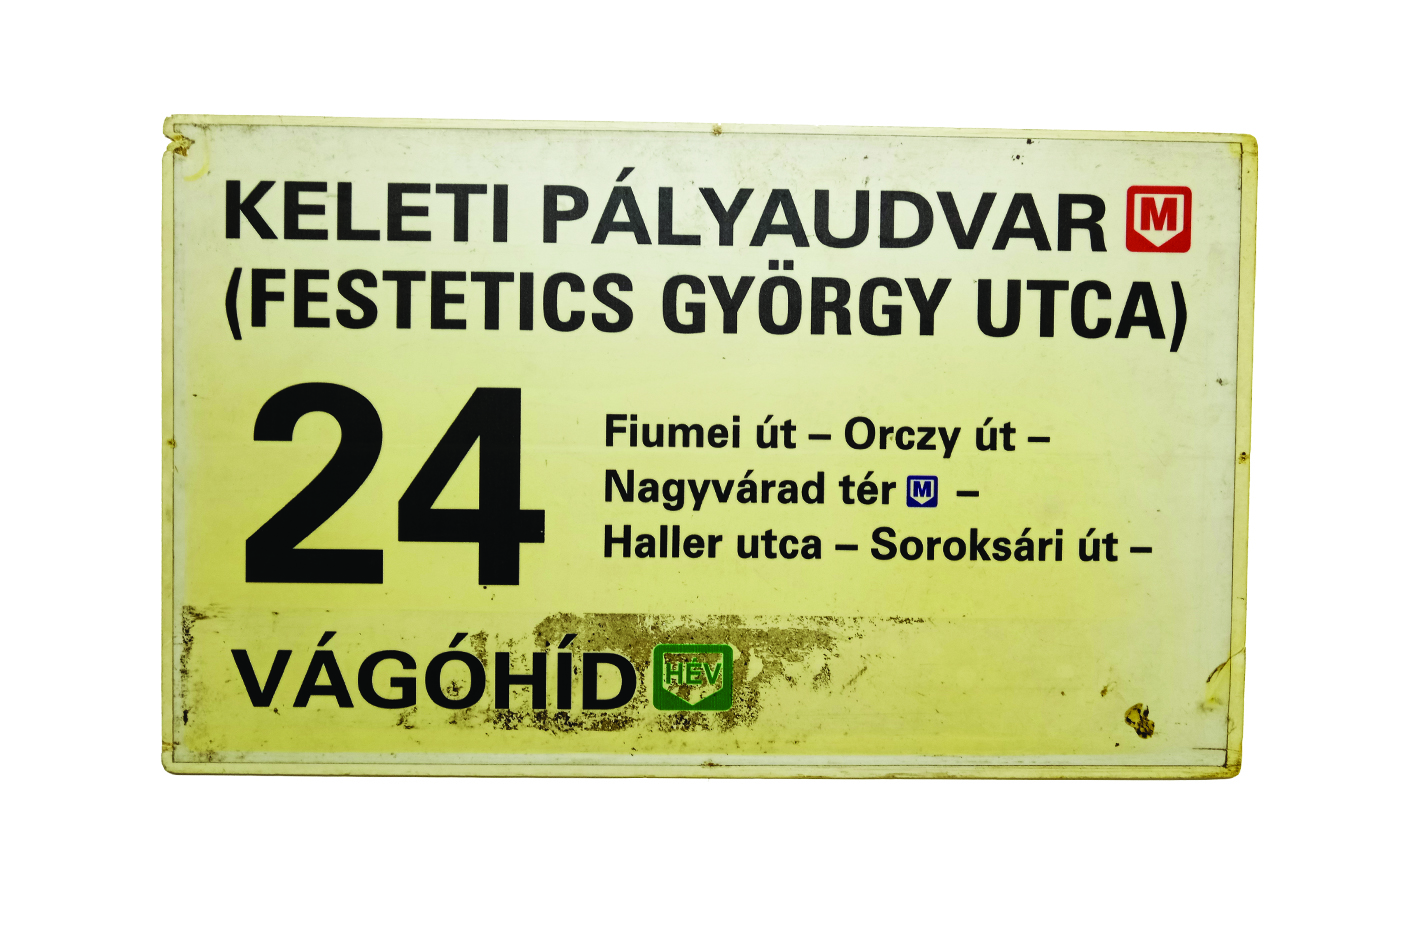 KELETI PÁLYAUDVAR M
(FESTETICS GYÖRGY UTCA)
24
Fiumei út – Orczy út –
Nagyvárad tér M –
Haller utca – Soroksári út –
VÁGÓHÍD HÉV